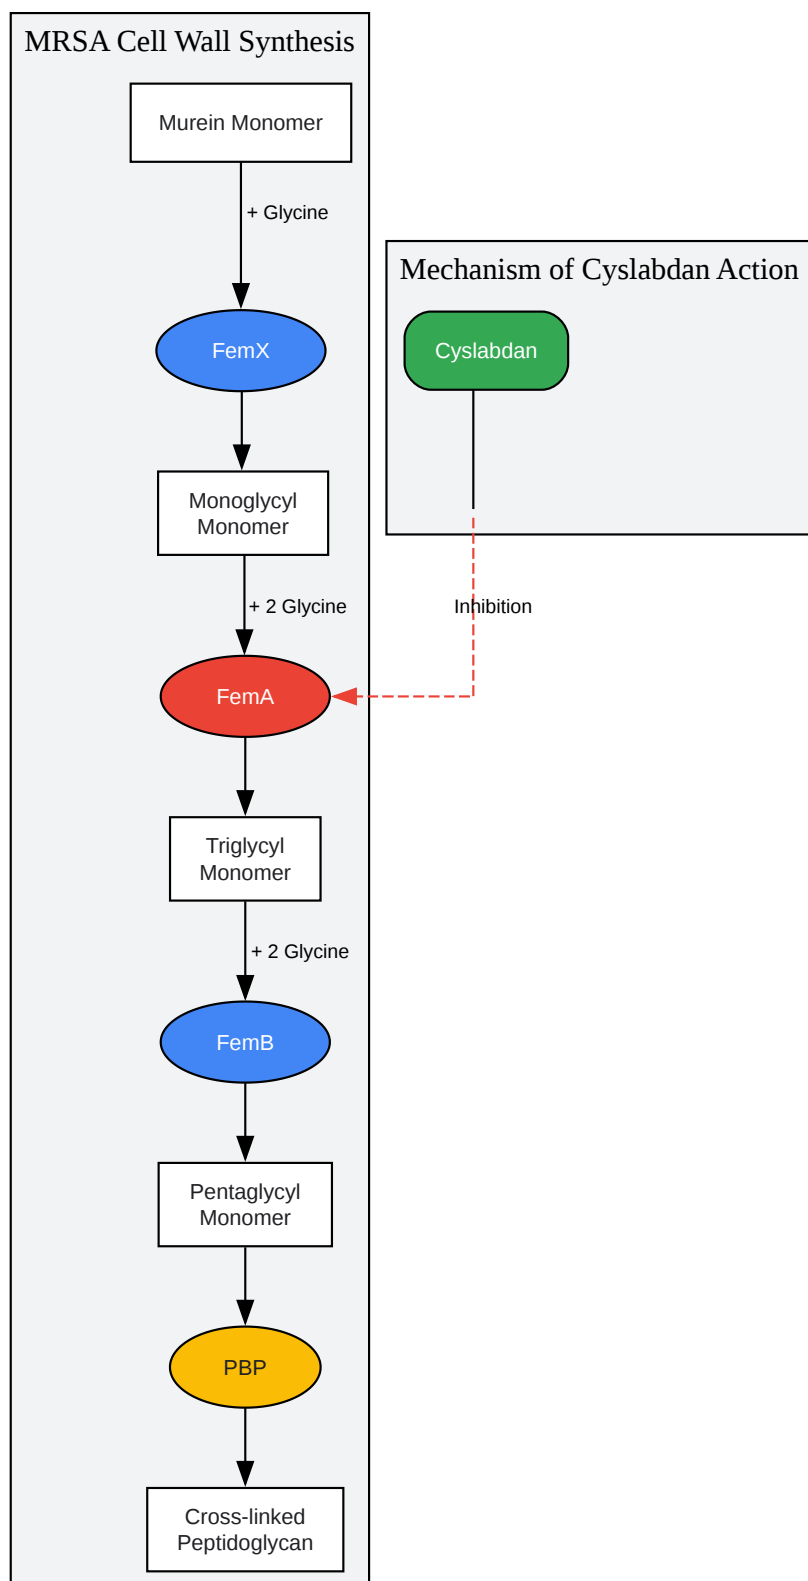 MRSA Cell Wall Synthesis
Murein Monomer
+ Glycine
Mechanism of Cyslabdan Action
FemX
Cyslabdan
Monoglycyl
Monomer
+ 2 Glycine
Inhibition
FemA
Triglycyl
Monomer
+ 2 Glycine
FemB
Pentaglycyl
Monomer
PBP
Cross-linked
Peptidoglycan